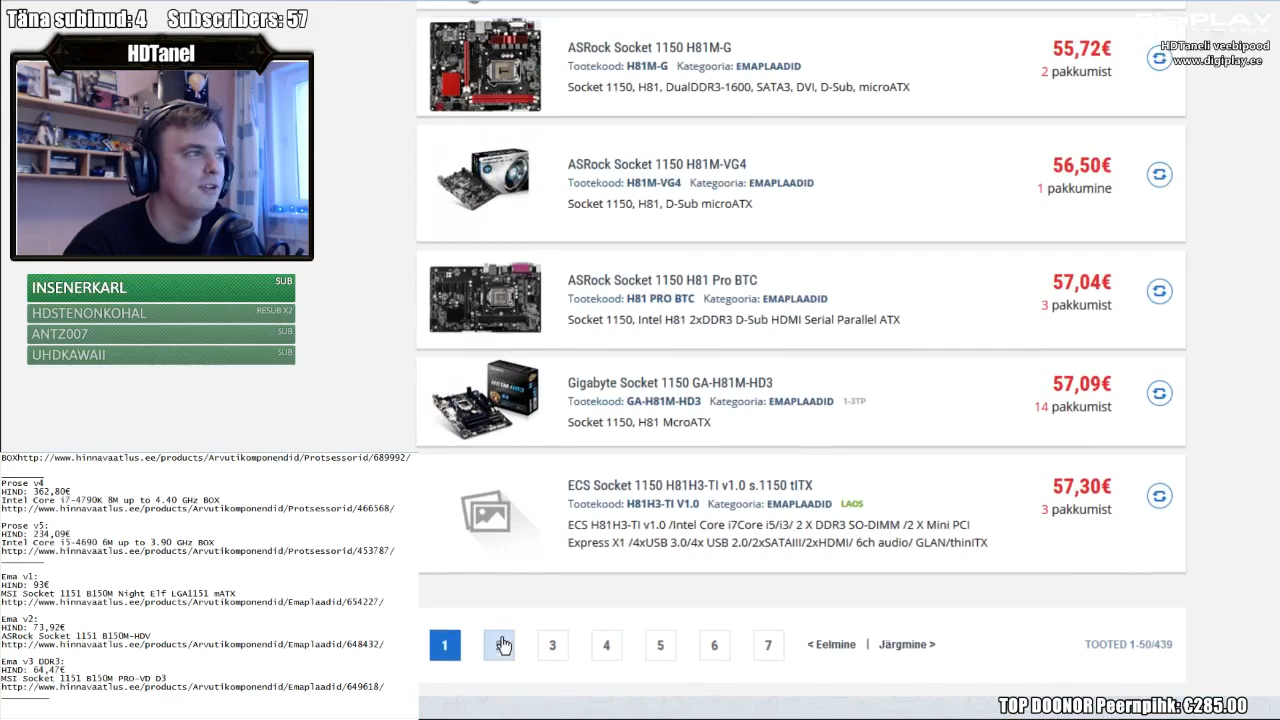 Täna subinud: 4 Subscribers: 57
HDTanel
INSENERKARL SUB
HDSTENONKOHAL RESUB X2
ANTZ007 SUB
UHDKAWAII SUB
BOXhttp://www.hinnavaatlus.ee/products/Arvutikomponendid/Protsessorid/689992/
Prose v4
HIND: 362,80€
Intel Core i7-4790K 8M up to 4.40 GHz BOX
http://www.hinnavaatlus.ee/products/Arvutikomponendid/Protsessorid/466568/
Prose v5:
HIND: 234,09€
Intel Core i5-4690 6M up to 3.90 GHz BOX
http://www.hinnavaatlus.ee/products/Arvutikomponendid/Protsessorid/453787/
Ema v1:
HIND: 93€
MSI Socket 1151 B150M Night Elf LGA1151 mATX
http://www.hinnavaatlus.ee/products/Arvutikomponendid/Emaplaadid/654227/
Ema v2:
HIND: 73,92€
ASRock Socket 1151 B150M-HDV
http://www.hinnavaatlus.ee/products/Arvutikomponendid/Emaplaadid/648432/
Ema v3 DDR3:
HIND: 64,47€
MSI Socket 1151 B150M PRO-VD D3
http://www.hinnavaatlus.ee/products/Arvutikomponendid/Emaplaadid/649618/
HDTaneli veebipood
www.digiplay.ee
ASRock Socket 1150 H81M-G 55,72€
Tootekood: H81M-G Kategooria: EMAPLAADID 2 pakkumist
Socket 1150, H81, DualDDR3-1600, SATA3, DVI, D-Sub, microATX
ASRock Socket 1150 H81M-VG4 56,50€
Tootekood: H81M-VG4 Kategooria: EMAPLAADID 1 pakkumine
Socket 1150, H81, D-Sub microATX
ASRock Socket 1150 H81 Pro BTC 57,04€
Tootekood: H81 PRO BTC Kategooria: EMAPLAADID 3 pakkumist
Socket 1150, Intel H81 2xDDR3 D-Sub HDMI Serial Parallel ATX
Gigabyte Socket 1150 GA-H81M-HD3 57,09€
Tootekood: GA-H81M-HD3 Kategooria: EMAPLAADID 1-3TP 14 pakkumist
Socket 1150, H81 McroATX
ECS Socket 1150 H81H3-TI v1.0 s.1150 tITX 57,30€
Tootekood: H81H3-TI V1.0 Kategooria: EMAPLAADID LAOS 3 pakkumist
ECS H81H3-TI v1.0 /Intel Core i7Core i5/i3/ 2 X DDR3 SO-DIMM /2 X Mini PCI
Express X1 /4xUSB 3.0/4x USB 2.0/2xSATAIII/2xHDMI/ 6ch audio/ GLAN/thinITX
1 3 4 5 6 7 < Eelmine | Järgmine > TOOTED 1-50/439
TOP DOONOR Peernpihk: €285.00